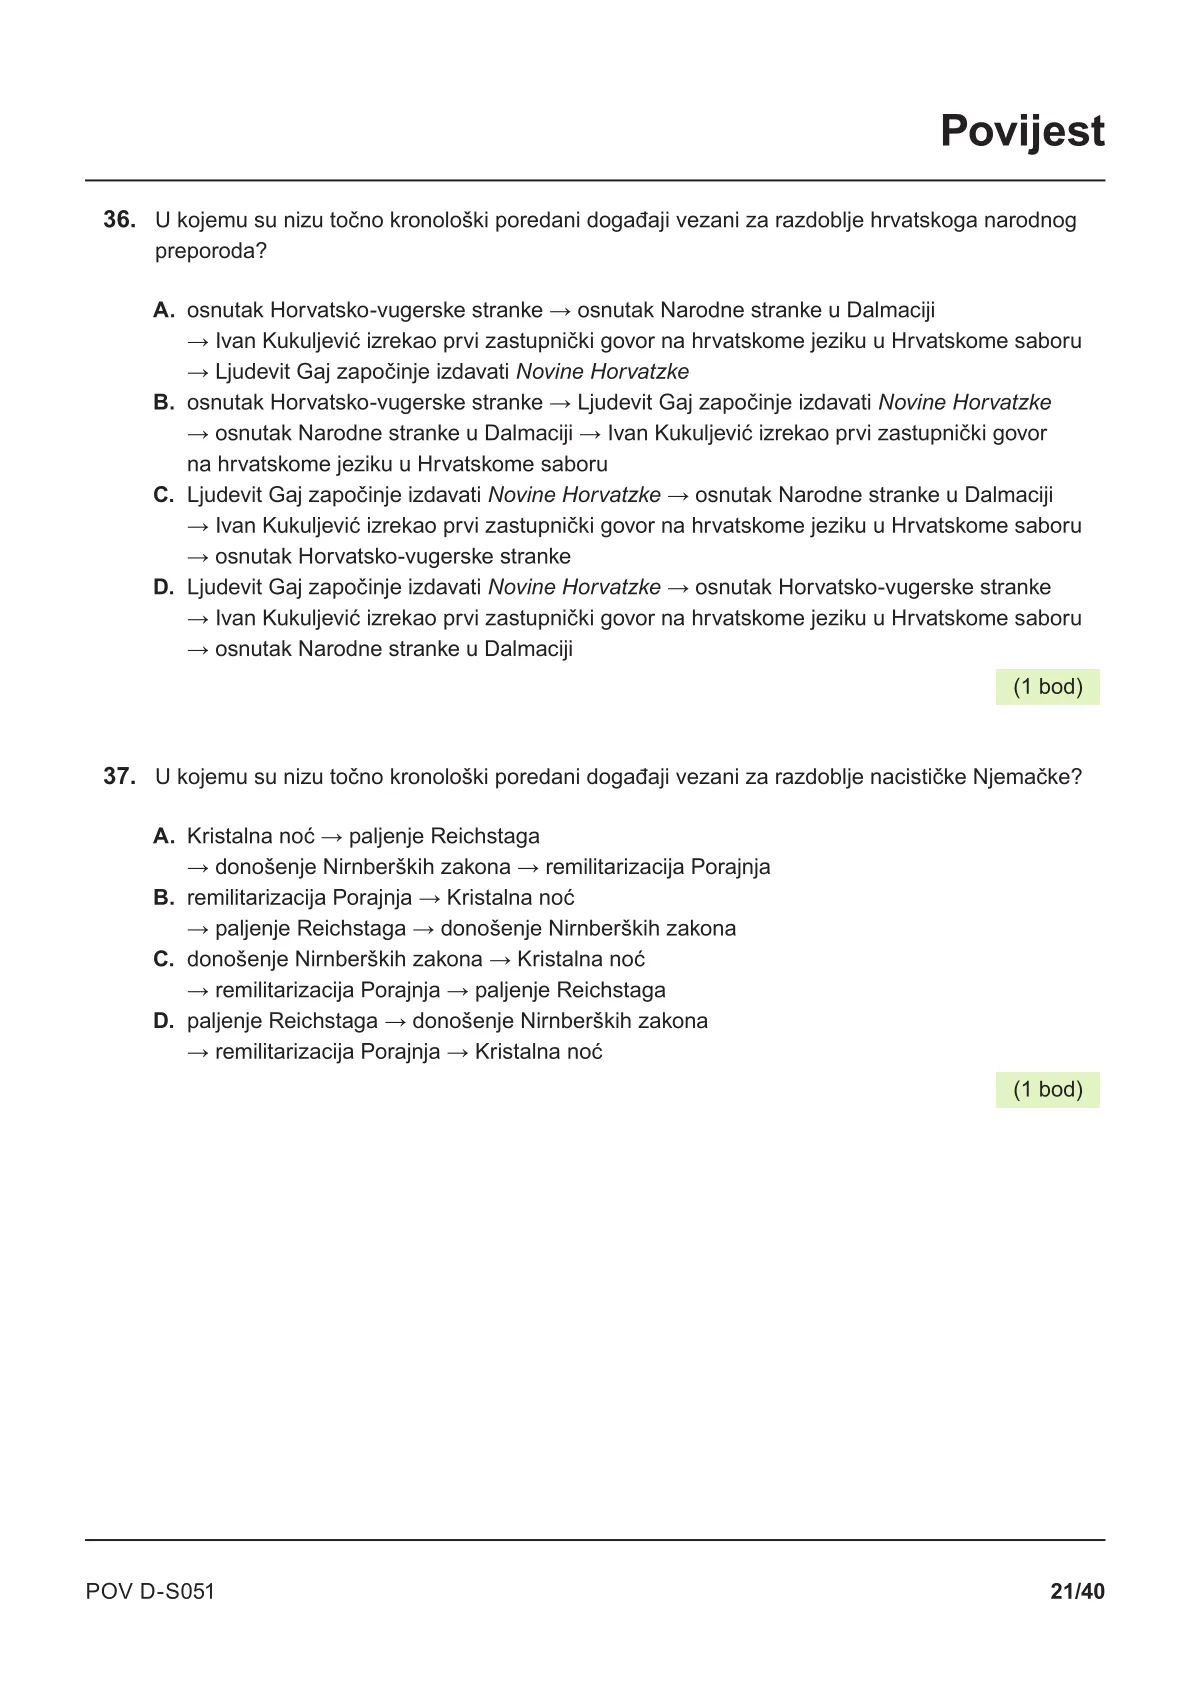 Povijest
36. U kojemu su nizu točno kronološki poredani događaji vezani za razdoblje hrvatskoga narodnog
preporoda?
A. osnutak Horvatsko-vugerske stranke → osnutak Narodne stranke u Dalmaciji
→ Ivan Kukuljević izrekao prvi zastupnički govor na hrvatskome jeziku u Hrvatskome saboru
→ Ljudevit Gaj započinje izdavati Novine Horvatzke
B. osnutak Horvatsko-vugerske stranke → Ljudevit Gaj započinje izdavati Novine Horvatzke
→ osnutak Narodne stranke u Dalmaciji → Ivan Kukuljević izrekao prvi zastupnički govor
na hrvatskome jeziku u Hrvatskome saboru
C. Ljudevit Gaj započinje izdavati Novine Horvatzke → osnutak Narodne stranke u Dalmaciji
→ Ivan Kukuljević izrekao prvi zastupnički govor na hrvatskome jeziku u Hrvatskome saboru
→ osnutak Horvatsko-vugerske stranke
D. Ljudevit Gaj započinje izdavati Novine Horvatzke → osnutak Horvatsko-vugerske stranke
→ Ivan Kukuljević izrekao prvi zastupnički govor na hrvatskome jeziku u Hrvatskome saboru
→ osnutak Narodne stranke u Dalmaciji
(1 bod)
37. U kojemu su nizu točno kronološki poredani događaji vezani za razdoblje nacističke Njemačke?
A. Kristalna noć → paljenje Reichstaga
→ donošenje Nirnberških zakona → remilitarizacija Porajnja
B. remilitarizacija Porajnja → Kristalna noć
→ paljenje Reichstaga → donošenje Nirnberških zakona
C. donošenje Nirnberških zakona → Kristalna noć
→ remilitarizacija Porajnja → paljenje Reichstaga
D. paljenje Reichstaga → donošenje Nirnberških zakona
→ remilitarizacija Porajnja → Kristalna noć
(1 bod)
POV D-S051
21/40